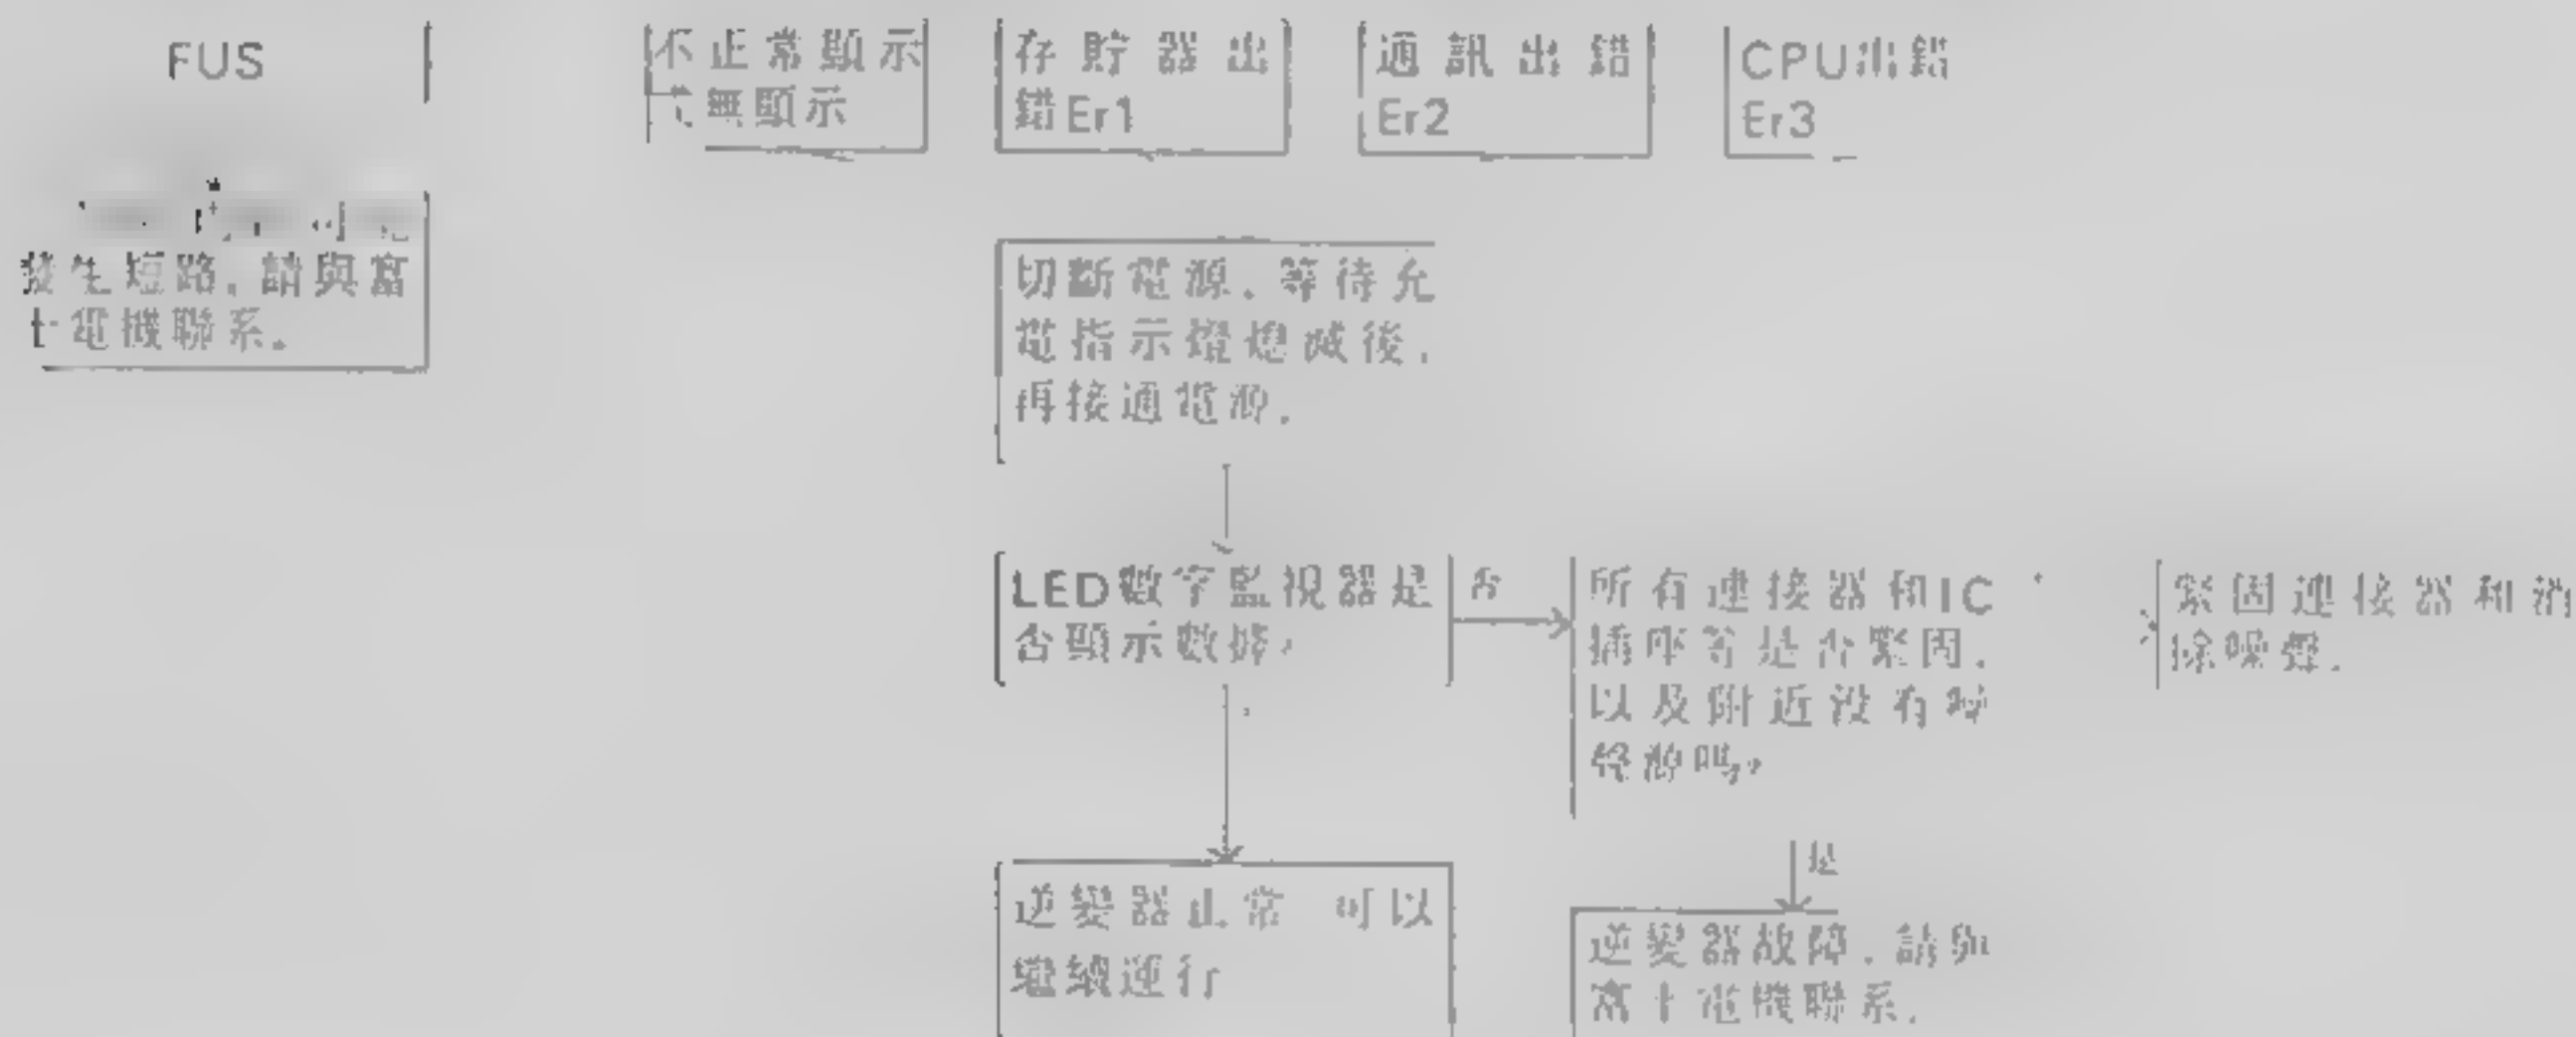 FUS
發生短路,請與富
士電機聯系。
不正常顯示
無顯示
存貯器出
錯Er1
通訊出錯
Er2
CPU出錯
Er3
切斷電源,等待充
電指示燈熄滅後,
再接通電源.
LED數字監視器是
否顯示數據?
否
所有連接器和IC
插座等是否緊固,
以及附近沒有噪
聲源嗎?
緊固連接器和消
除噪聲.
是
逆變器正常 可以
繼續運行
逆變器故障,請與
富士電機聯系.